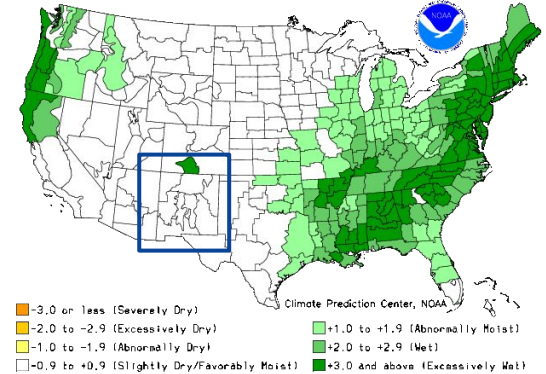 NOAA
Climate Prediction Center, NOAA
-3.0 or less (Severely Dry)
-2.0 to -2.9 (Excessively Dry)
-1.0 to -1.9 (Abnormally Dry)
-0.9 to +0.9 (Slightly Dry/Favorably Moist)
+1.0 to +1.9 (Abnormally Moist)
+2.0 to +2.9 (Wet)
+3.0 and above (Excessively Wet)